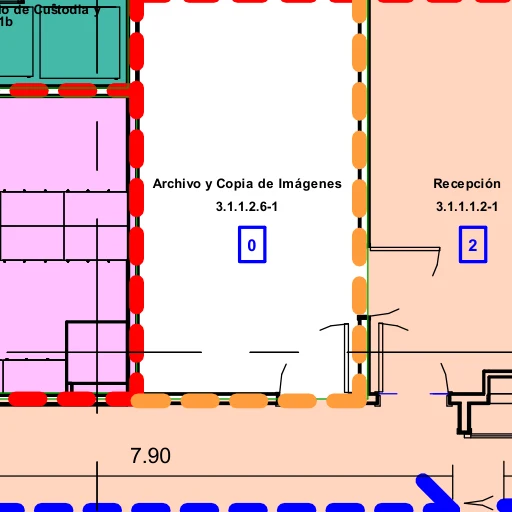 lo de Custodia y
1b
Archivo y Copia de Imágenes
3.1.1.2.6-1
0
Recepción
3.1.1.1.2-1
2
7.90